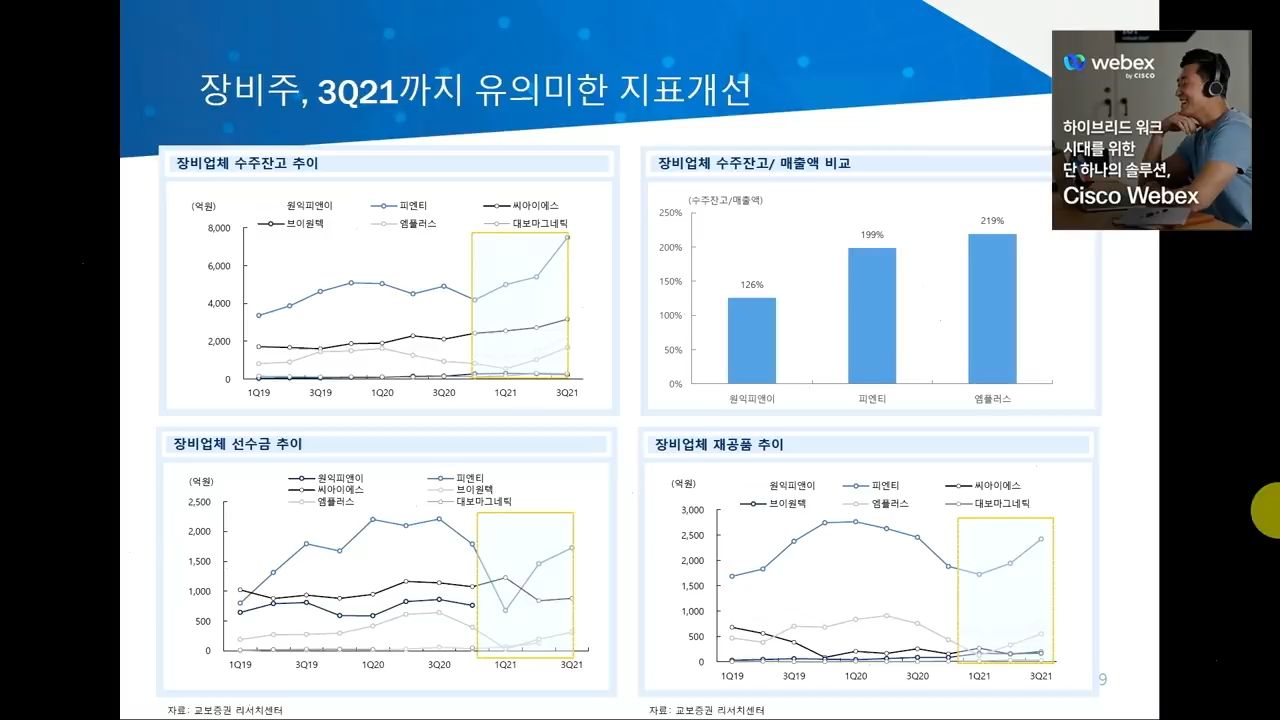 장비주, 3Q21까지 유의미한 지표개선
webex
by CISCO
하이브리드 워크
시대를 위한
단 하나의 솔루션,
Cisco Webex
장비업체 수주잔고 추이
(억원)
원익피앤이 피엔티 씨아이에스
브이원텍 엠플러스 대보마그네틱
8,000
6,000
4,000
2,000
0
1Q19 3Q19 1Q20 3Q20 1Q21 3Q21
장비업체 수주잔고/ 매출액 비교
(수주잔고/매출액)
250%
200%
150%
100%
50%
0%
126%
199%
219%
원익피앤이 피엔티 엠플러스
장비업체 선수금 추이
(억원)
원익피앤이 피엔티
씨아이에스 브이원텍
엠플러스 대보마그네틱
2,500
2,000
1,500
1,000
500
0
1Q19 3Q19 1Q20 3Q20 1Q21 3Q21
장비업체 재공품 추이
(억원)
원익피앤이 피엔티 씨아이에스
브이원텍 엠플러스 대보마그네틱
3,000
2,500
2,000
1,500
1,000
500
0
1Q19 3Q19 1Q20 3Q20 1Q21 3Q21
9
자료: 교보증권 리서치센터
자료: 교보증권 리서치센터